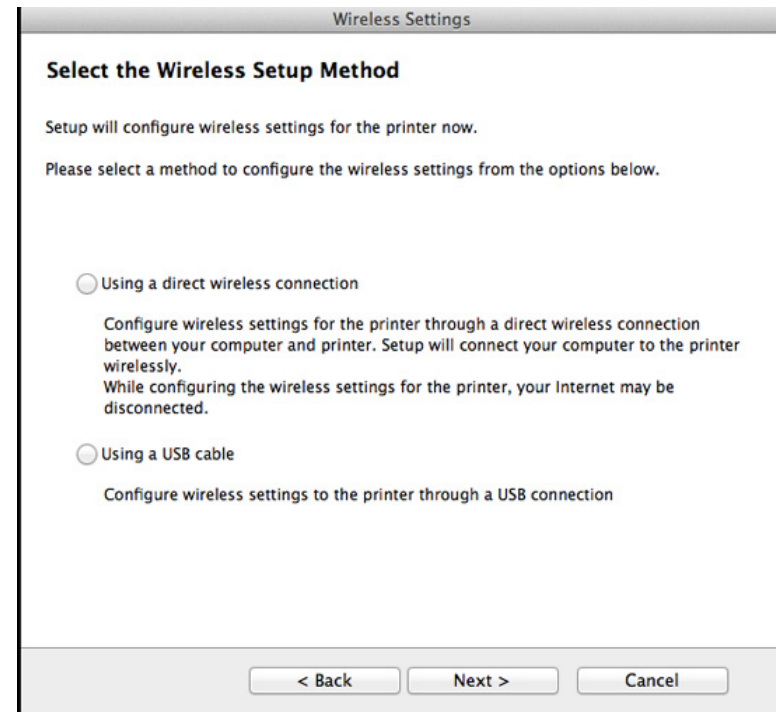 Wireless Settings
Select the Wireless Setup Method
Setup will configure wireless settings for the printer now.
Please select a method to configure the wireless settings from the options below.
Using a direct wireless connection
Configure wireless settings for the printer through a direct wireless connection
between your computer and printer. Setup will connect your computer to the printer
wirelessly.
While configuring the wireless settings for the printer, your Internet may be
disconnected.
Using a USB cable
Configure wireless settings to the printer through a USB connection
< Back
Next >
Cancel